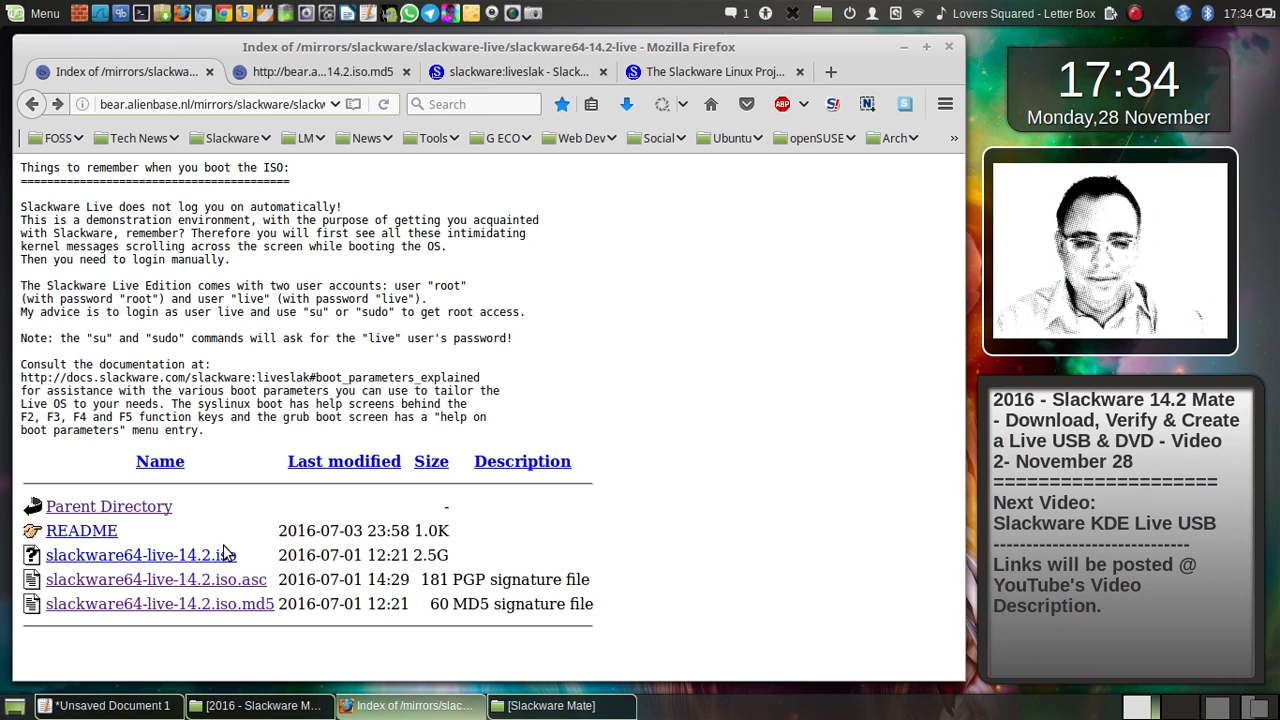 Menu
1
Lovers Squared - Letter Box
17:34
Index of /mirrors/slackware/slackware-live/slackware64-14.2-live - Mozilla Firefox
Index of /mirrors/slackwa...
http://bear.a...14.2.iso.md5
slackware:liveslak - Slack...
The Slackware Linux Proj...
bear.alienbase.nl/mirrors/slackware/slackw
Search
ABP
FOSS
Tech News
Slackware
LM
News
Tools
G ECO
Web Dev
Social
Ubuntu
openSUSE
Arch
»
Things to remember when you boot the ISO:
=========================================
Slackware Live does not log you on automatically!
This is a demonstration environment, with the purpose of getting you acquainted
with Slackware, remember? Therefore you will first see all these intimidating
kernel messages scrolling across the screen while booting the OS.
Then you need to login manually.
The Slackware Live Edition comes with two user accounts: user "root"
(with password "root") and user "live" (with password "live").
My advice is to login as user live and use "su" or "sudo" to get root access.
Note: the "su" and "sudo" commands will ask for the "live" user's password!
Consult the documentation at:
http://docs.slackware.com/slackware:liveslak#boot_parameters_explained
for assistance with the various boot parameters you can use to tailor the
Live OS to your needs. The syslinux boot has help screens behind the
F2, F3, F4 and F5 function keys and the grub boot screen has a "help on
boot parameters" menu entry.
Name Last modified Size Description
Parent Directory -
README 2016-07-03 23:58 1.0K
slackware64-live-14.2.iso 2016-07-01 12:21 2.5G
slackware64-live-14.2.iso.asc 2016-07-01 14:29 181 PGP signature file
slackware64-live-14.2.iso.md5 2016-07-01 12:21 60 MD5 signature file
17:34
Monday,28 November
2016 - Slackware 14.2 Mate
- Download, Verify & Create
a Live USB & DVD - Video
2- November 28
====================
Next Video:
Slackware KDE Live USB
----------------------------
Links will be posted @
YouTube's Video
Description.
*Unsaved Document 1
[2016 - Slackware M...
Index of /mirrors/slac...
[Slackware Mate]